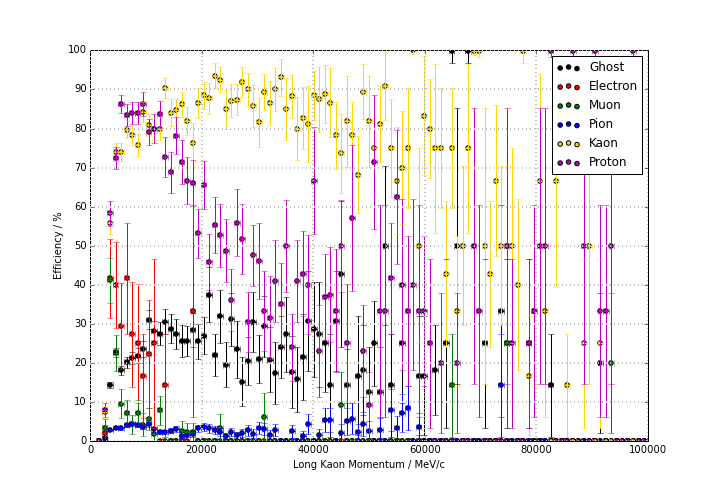 100
90
80
70
60
50
40
30
20
10
0
Efficiency / %
0
20000
40000
60000
80000
100000
Long Kaon Momentum / MeV/c
Ghost
Electron
Muon
Pion
Kaon
Proton